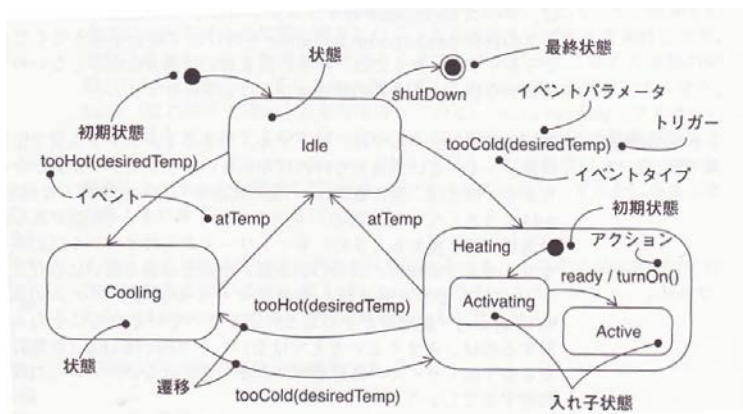 状態
最終状態
shutDown
イベントパラメータ
初期状態
Idle
tooCold(desiredTemp)
トリガー
tooHot(desiredTemp)
イベントタイプ
イベント
atTemp
atTemp
初期状態
Heating
アクション
ready / turnOn()
Cooling
tooHot(desiredTemp)
Activating
Active
状態
遷移
tooCold(desiredTemp)
入れ子状態